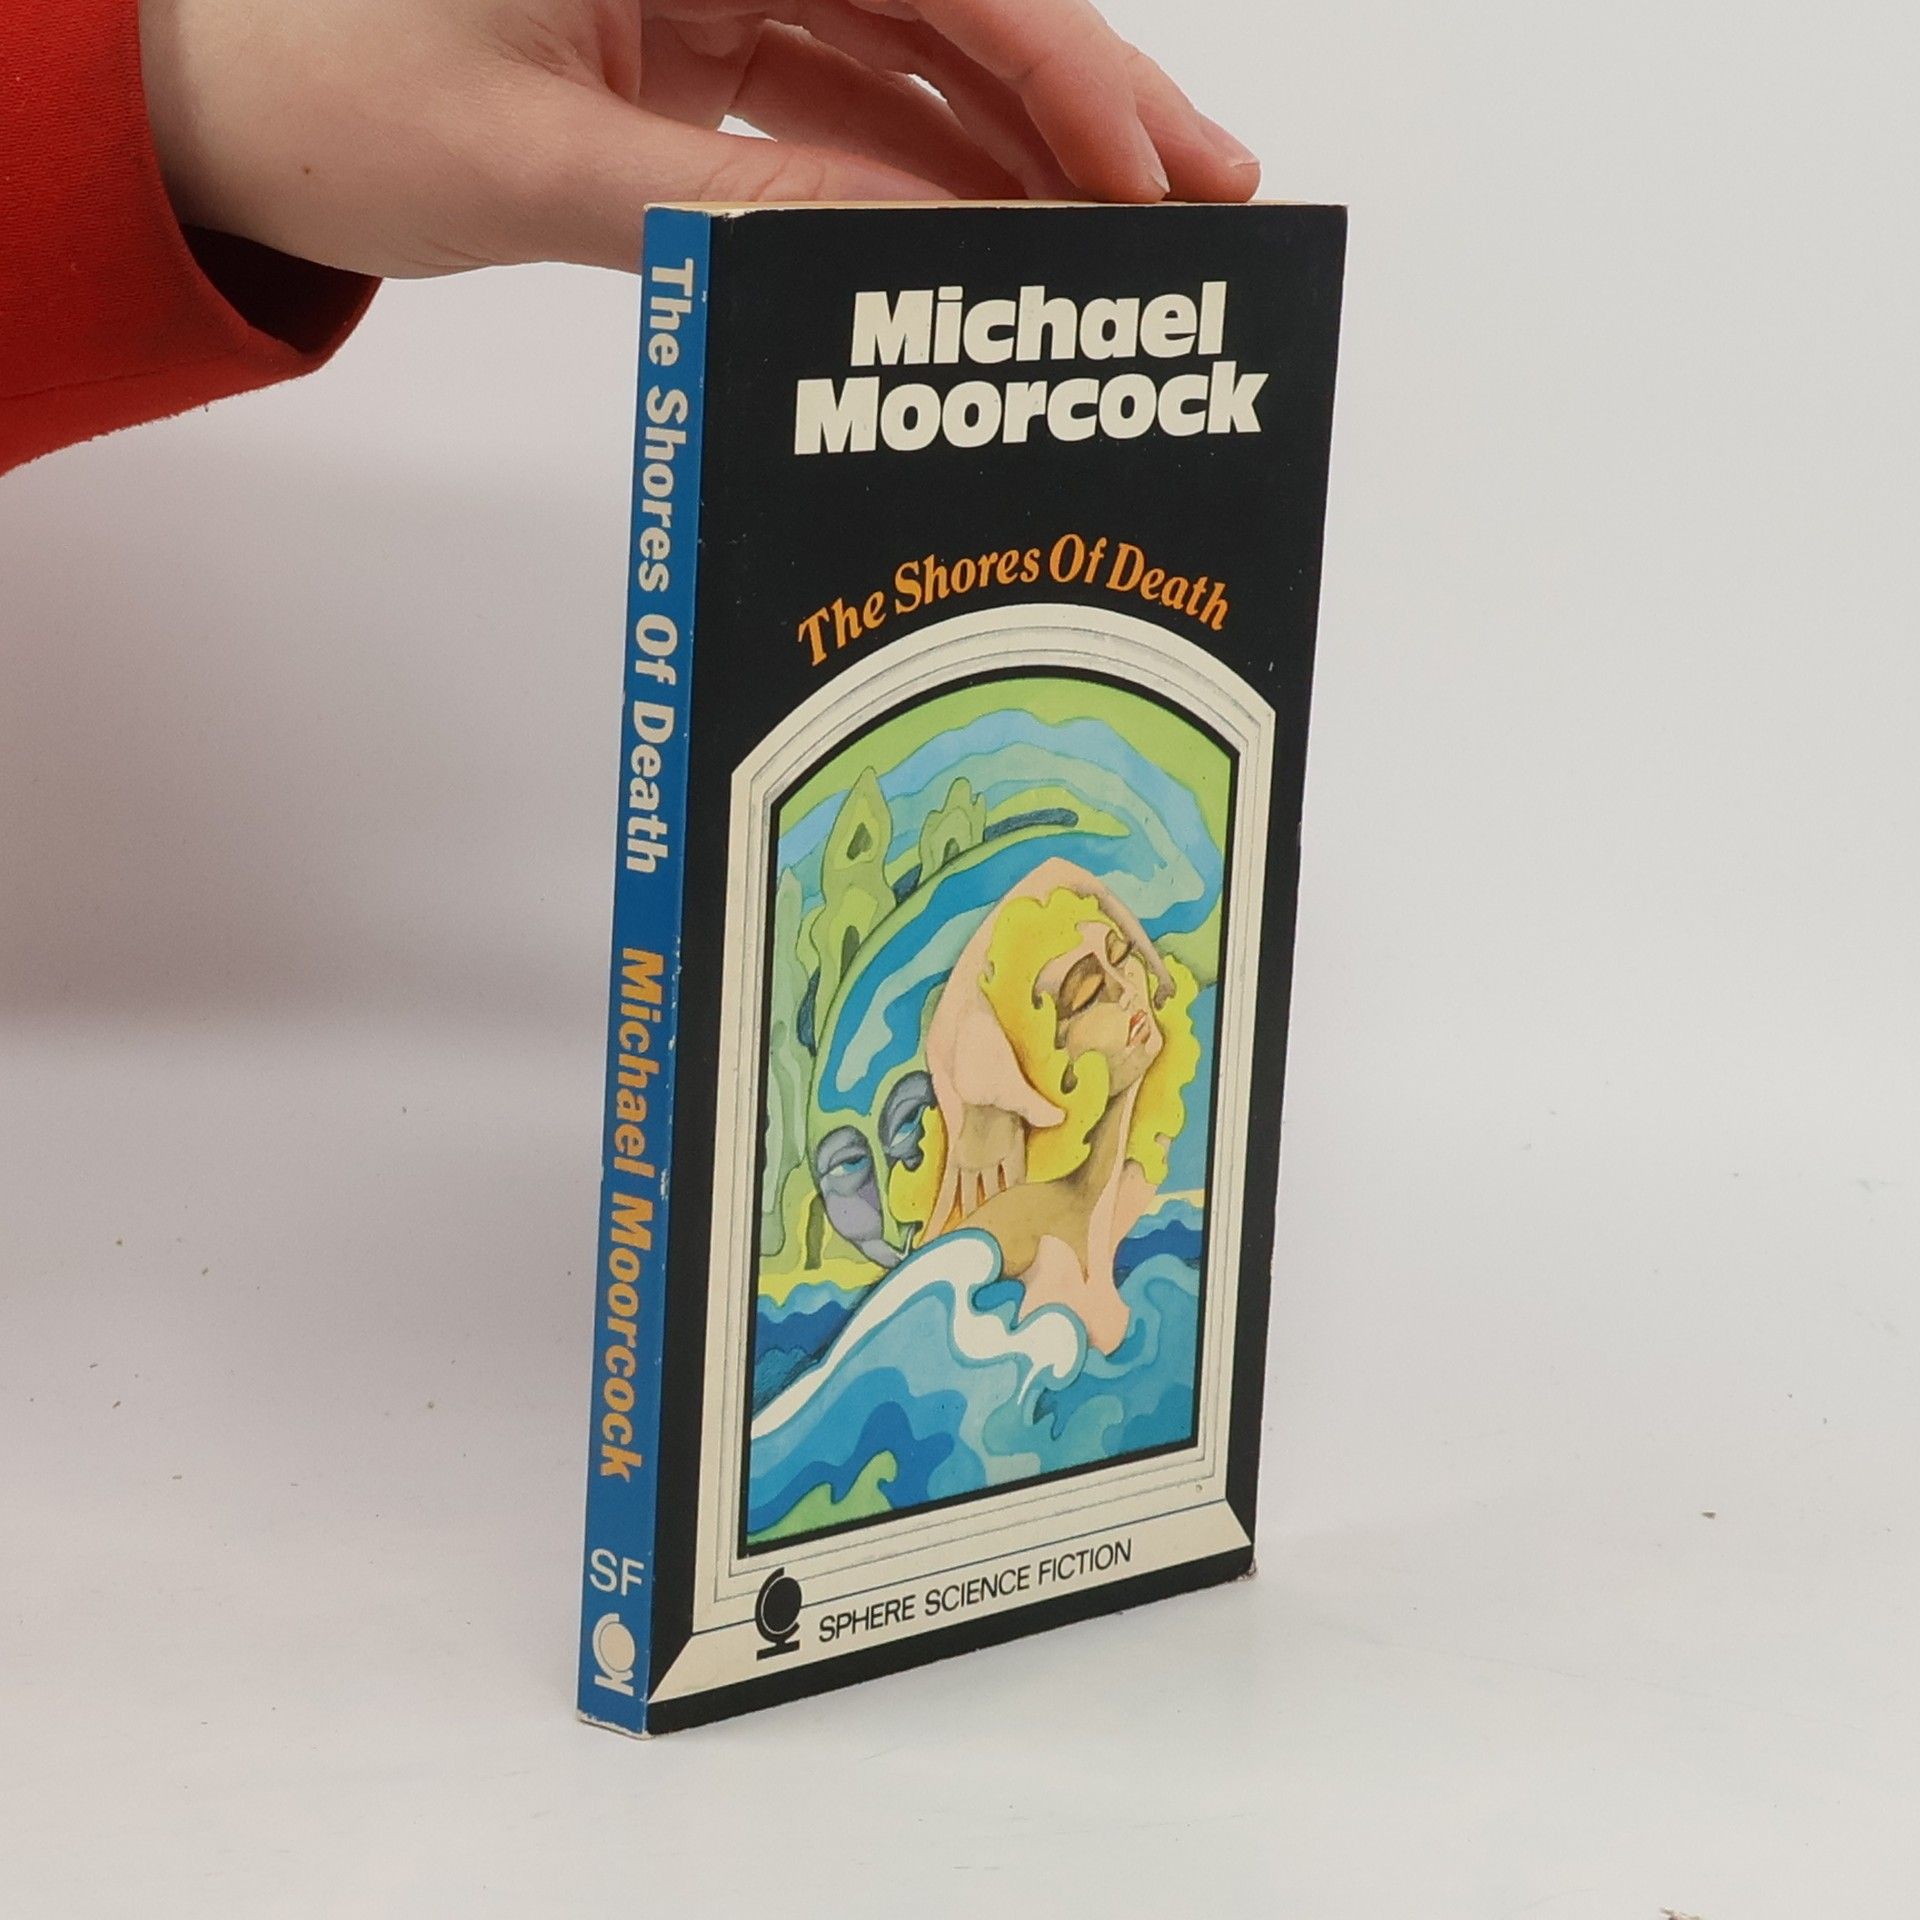 Michael
Moorcock
The Shores Of Death
SPHERE SCIENCE FICTION
The Shores Of Death Michael Moorcock SF